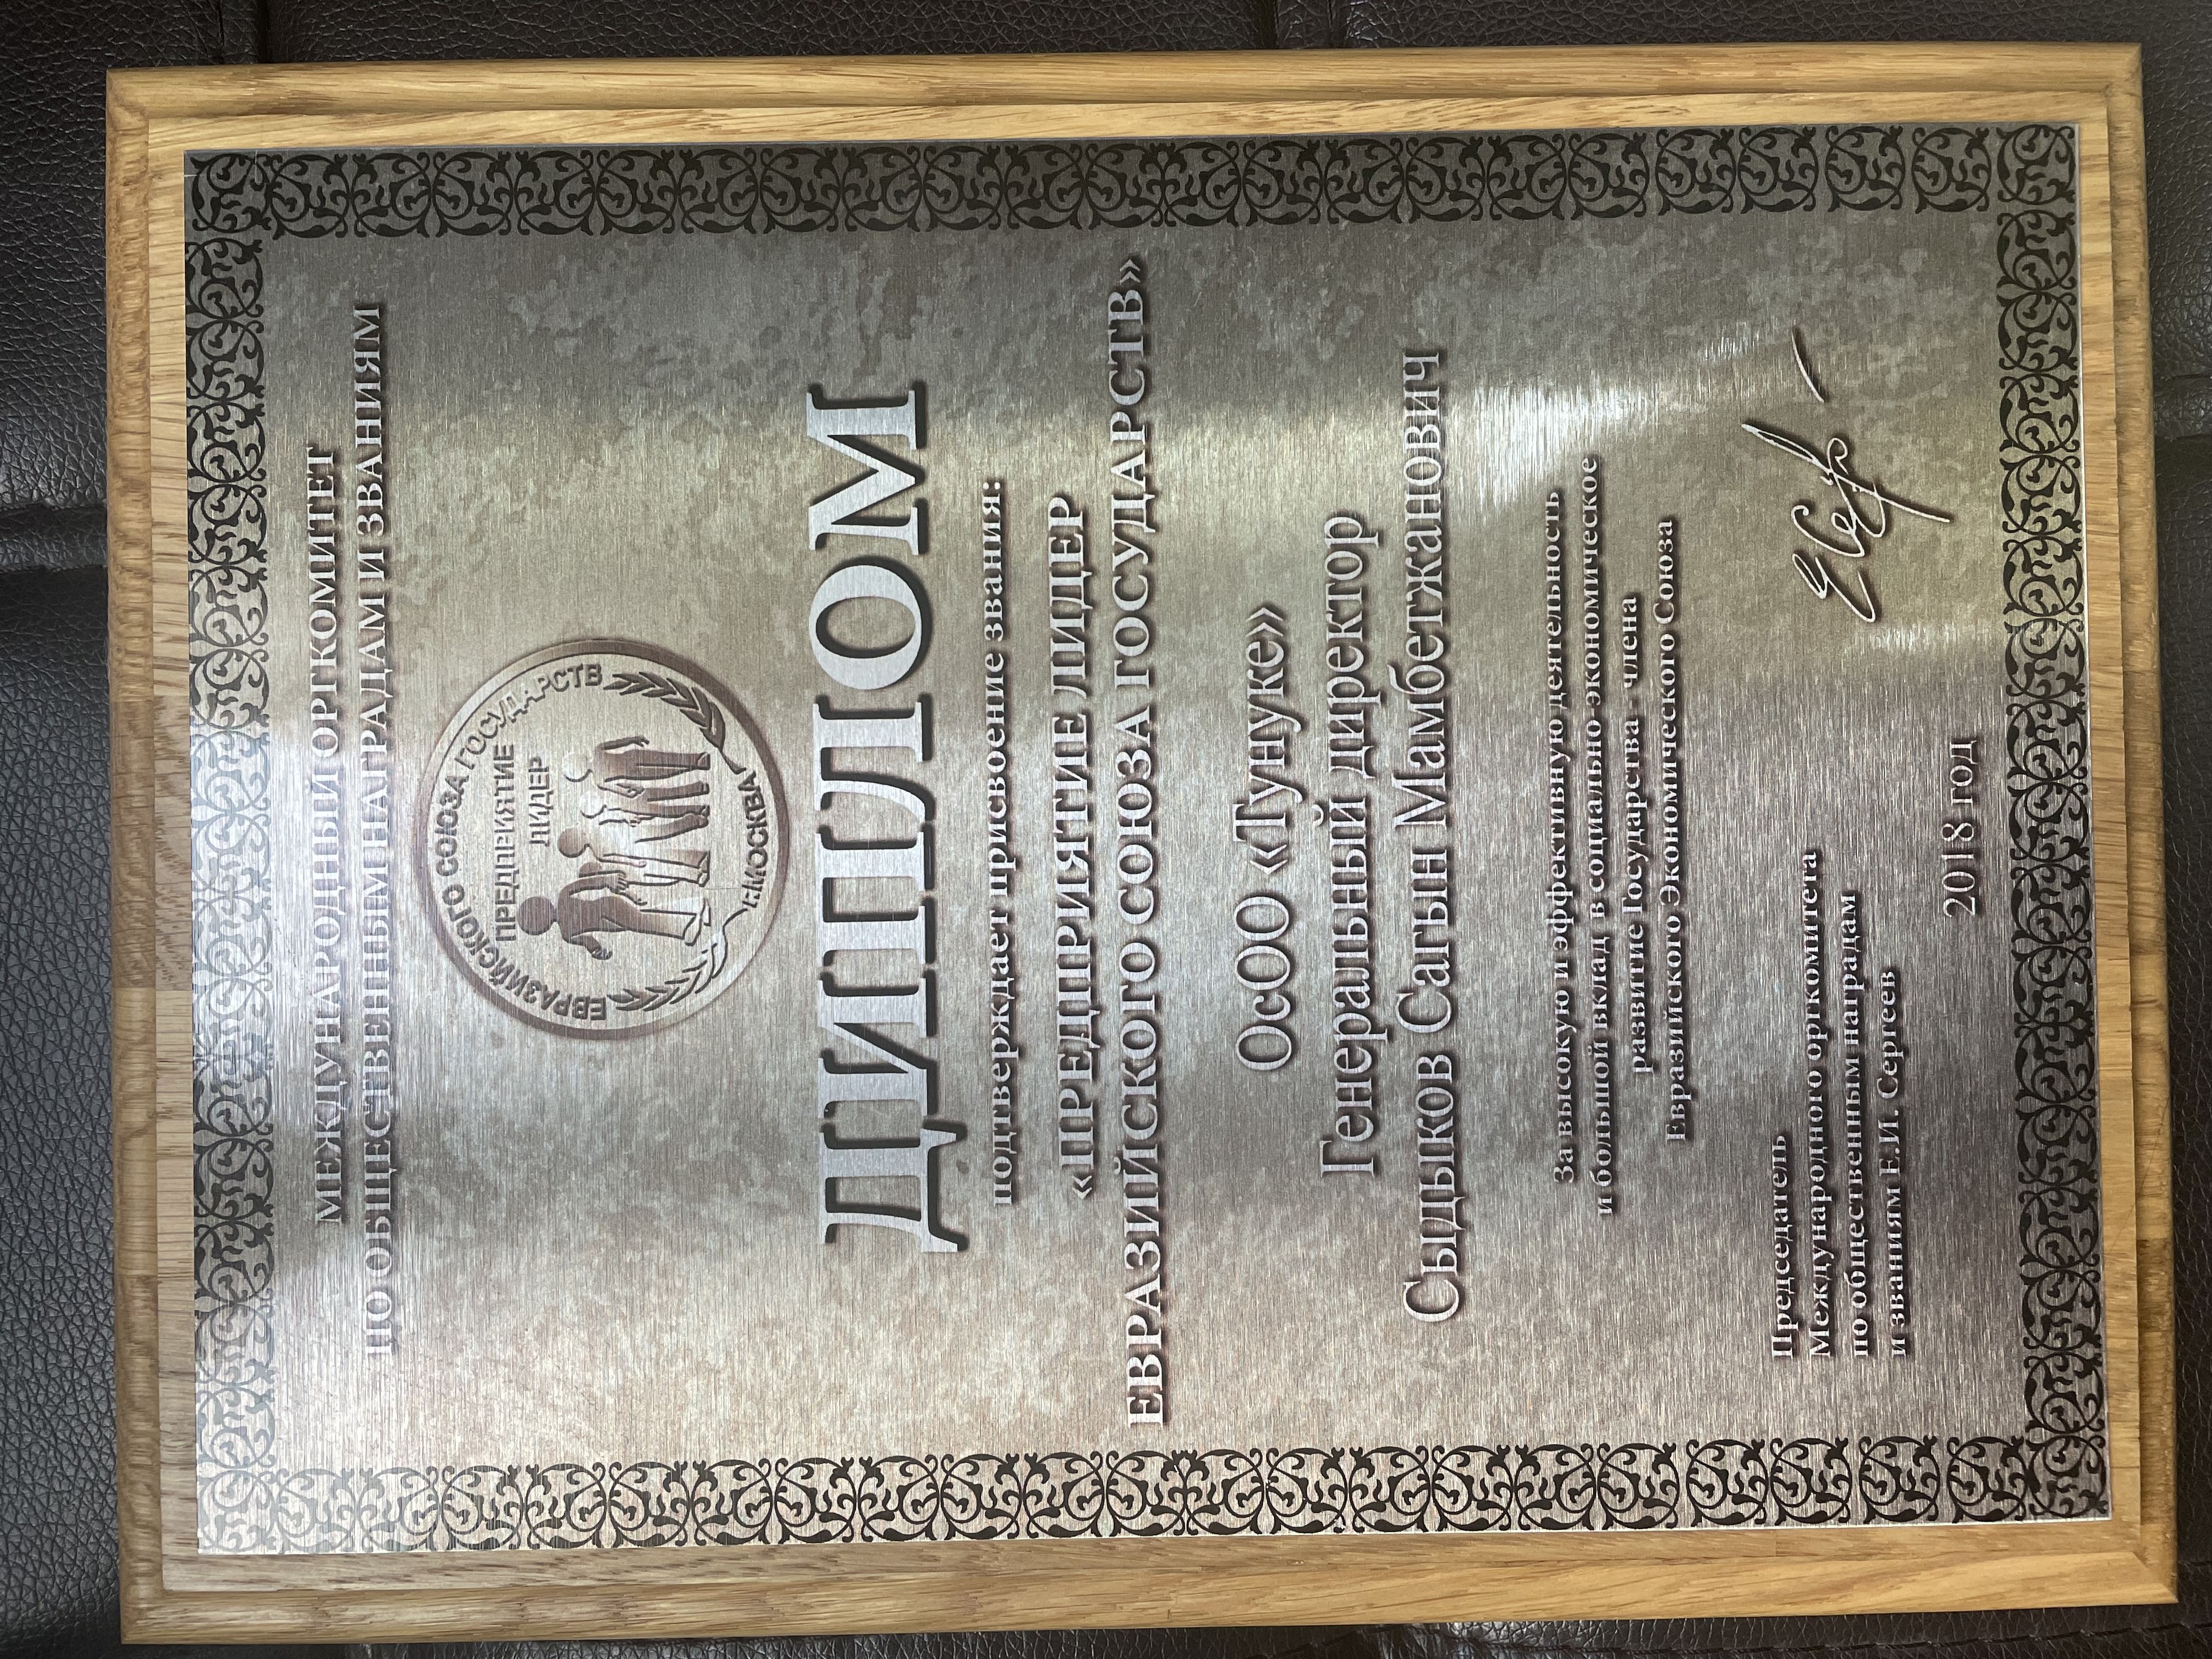 МЕЖДУНАРОДНЫЙ ОРГКОМИТЕТ
ПО ОБЩЕСТВЕННЫМ НАГРАДАМ И ЗВАНИЯМ
ЕВРАЗИЙСКОГО СОЮЗА ГОСУДАРСТВ
ПРЕДПРИЯТИЕ
ЛИДЕР
Г.МОСКВА
ДИПЛОМ
подтверждает присвоение звания:
«ПРЕДПРИЯТИЕ ЛИДЕР
ЕВРАЗИЙСКОГО СОЮЗА ГОСУДАРСТВ»
ОсОО «Тунуке»
Генеральный директор
Сыдыков Сагын Мамбетжанович
За высокую и эффективную деятельность
и большой вклад в социально экономическое
развитие Государства - члена
Евразийского Экономического Союза
Председатель
Международного оргкомитета
по общественным наградам
и званиям Е.И. Сергеев
2018 год